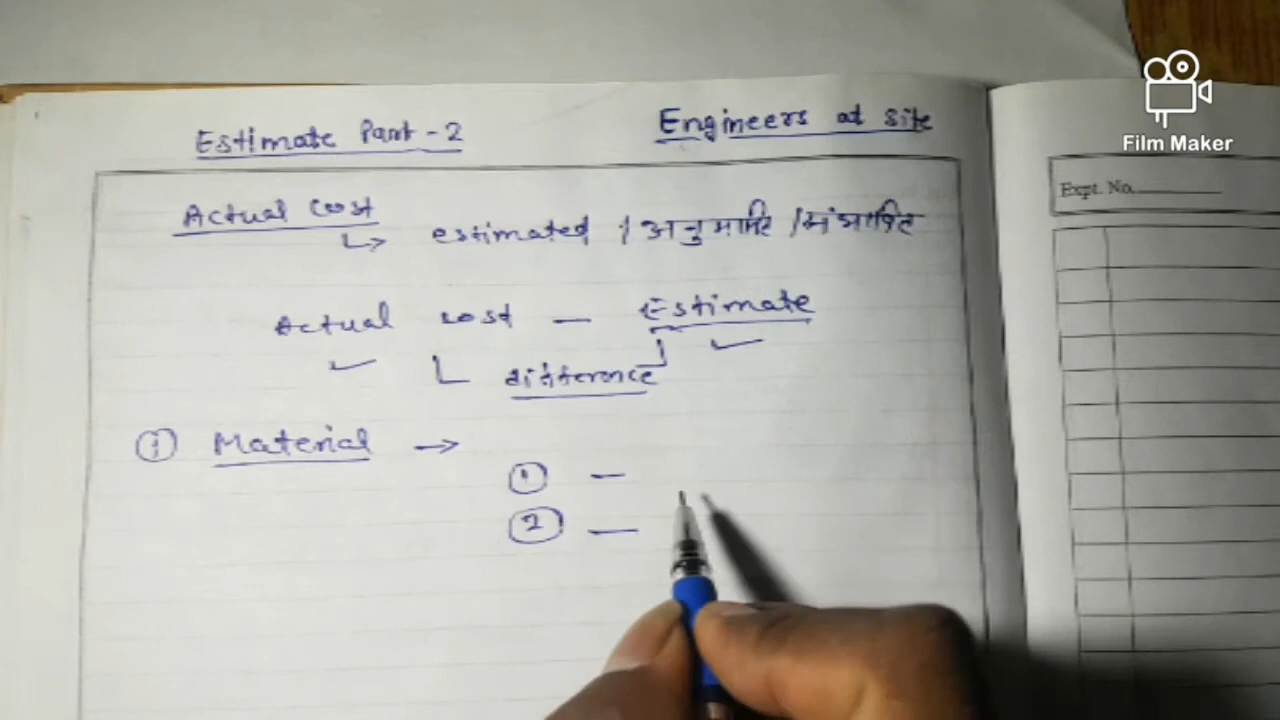 Estimate Part - 2
Engineers at Site
Actual cost
↳ estimated / अनुमानित / संभावित
Actual cost — Estimate
✓ difference ✓
① Material →
① —
② —
Film Maker
Expt. No.